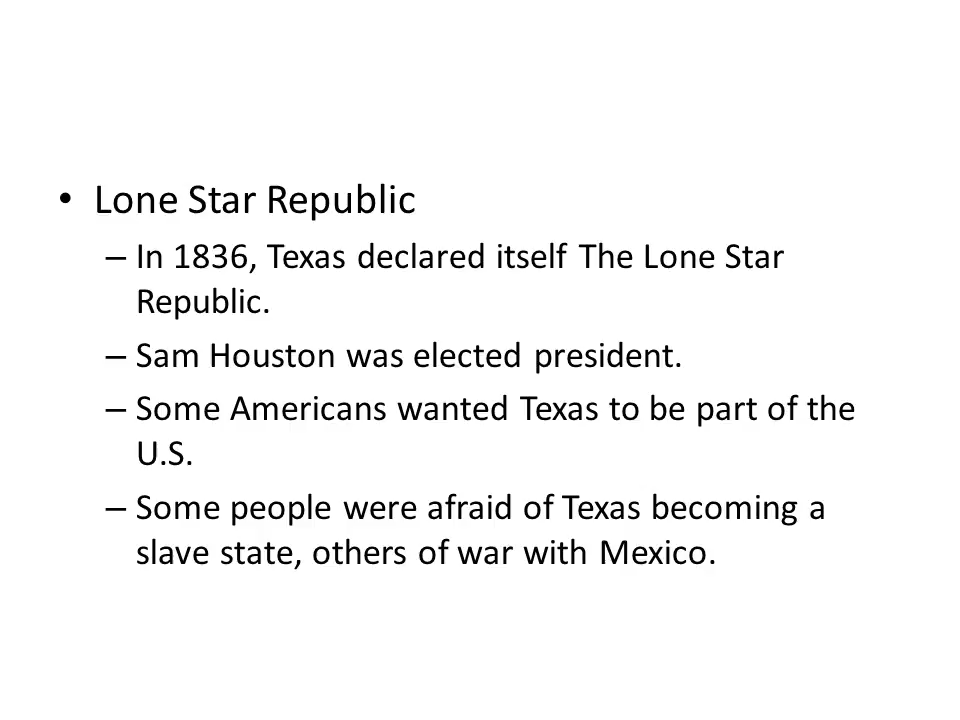 • Lone Star Republic
– In 1836, Texas declared itself The Lone Star
Republic.
– Sam Houston was elected president.
– Some Americans wanted Texas to be part of the
U.S.
– Some people were afraid of Texas becoming a
slave state, others of war with Mexico.